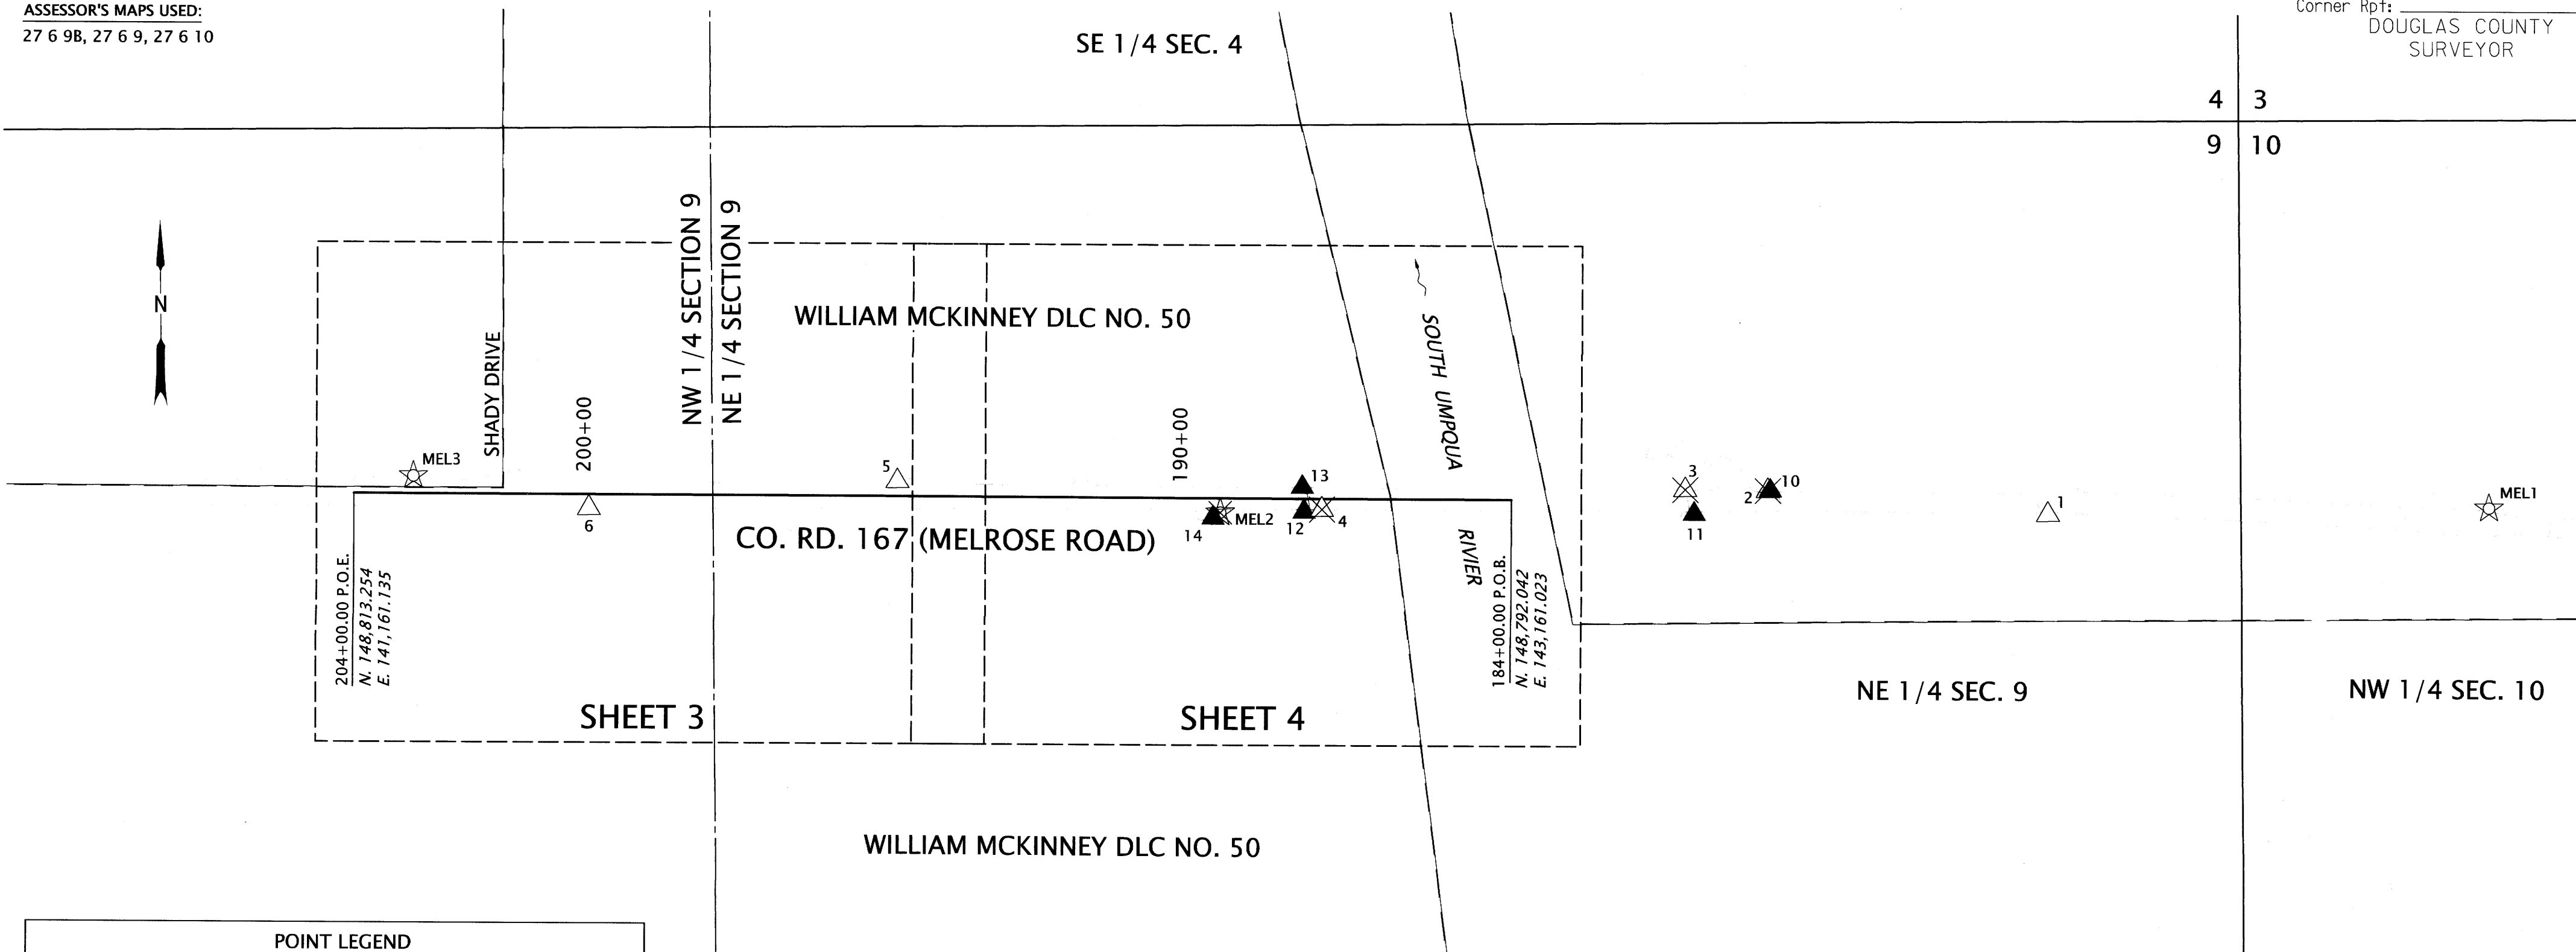 ASSESSOR'S MAPS USED:
27 6 9B, 27 6 9, 27 6 10
Corner Rpt:
DOUGLAS COUNTY
SURVEYOR
SE 1/4 SEC. 4
4 3
9 10
NW 1/4 SECTION 9
NE 1/4 SECTION 9
WILLIAM MCKINNEY DLC NO. 50
N
SHADY DRIVE
200+00
190+00
SOUTH UMPQUA
RIVIER
MEL3
6
5
14
MEL2
13
12
4
3
11
2
10
1
MEL1
CO. RD. 167 (MELROSE ROAD)
204+00.00 P.O.E.
N. 148,813.254
E. 141,161.135
184+00.00 P.O.B.
N. 148,792.042
E. 143,161.023
SHEET 3
SHEET 4
NE 1/4 SEC. 9
NW 1/4 SEC. 10
WILLIAM MCKINNEY DLC NO. 50
POINT LEGEND